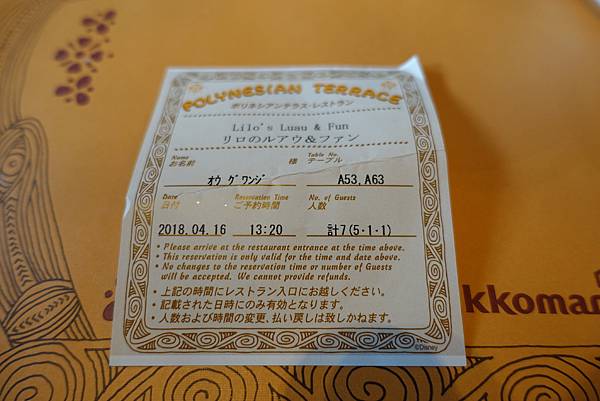 POLYNESIAN TERRACE
ポリネシアンテラス・レストラン
Lilo's Luau & Fun
リロのルアウ&ファン
Name
お名前 様
Table No.
テーブル
オウ グワンジ A53,A63
Date Reservation Time No. of Guests
日付 ご予約時間 人数
2018.04.16 13:20 計7(5・1・1)
• Please arrive at the restaurant entrance at the time above.
• This reservation is only valid for the time and date above.
• No changes to the reservation time or number of Guests
will be accepted. We cannot provide refunds.
・上記の時間にレストラン入口にお越しください。
・記載された日時にのみ有効となります。
・人数および時間の変更、払い戻しは致しかねます。
©Disney
kkoman